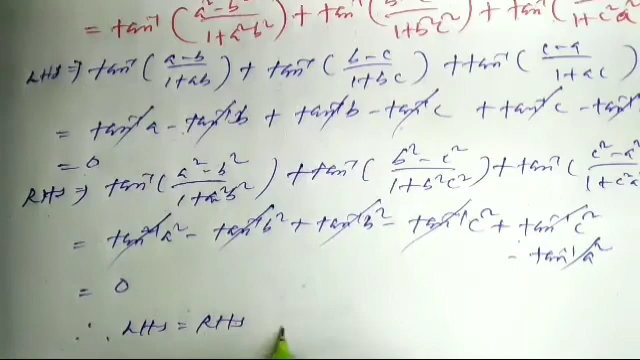 = tan⁻¹(a²-b²/1+a²b²) + tan⁻¹(b²-c²/1+b²c²) + tan⁻¹(c²-a²/1+c²a²
LHS ⇒ tan⁻¹(a-b/1+ab) + tan⁻¹(b-c/1+bc) + tan⁻¹(c-a/1+ac)
= tan⁻¹a - tan⁻¹b + tan⁻¹b - tan⁻¹c + tan⁻¹c - tan⁻¹
= 0
RHS ⇒ tan⁻¹(a²-b²/1+a²b²) + tan⁻¹(b²-c²/1+b²c²) + tan⁻¹(c²-a²/1+c²a
= tan⁻¹a² - tan⁻¹b² + tan⁻¹b² - tan⁻¹c² + tan⁻¹c²
- tan⁻¹a²
= 0
∴ LHS = RHS